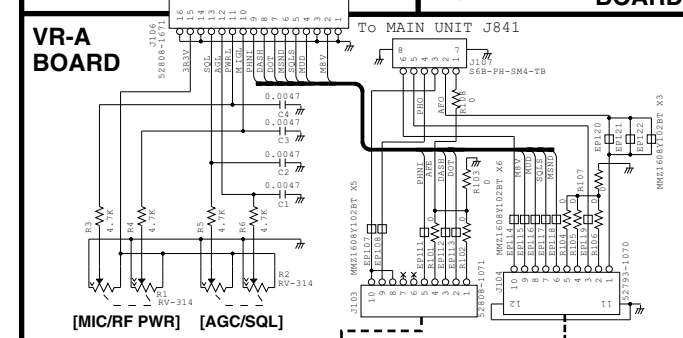 BOARD
VR-A
BOARD
J106
52808-1671
16
15
14
13
12
11
10
9
8
7
6
5
4
3
2
1
3R3V
SQL
AGL
PWRL
MIGL
PHNI
DASH
DOT
MSND
SQLS
MUD
M8V
To MAIN UNIT J841
8
7
6
5
4
3
2
1
J107
S6B-PH-SM4-TB
PHO
AFO
R108
0
0.0047
C4
0.0047
C3
0.0047
C2
0.0047
C1
R3
4.7K
R4
4.7K
R5
4.7K
R6
4.7K
R1
RV-314
R2
RV-314
[MIC/RF PWR]
[AGC/SQL]
MMZ1608Y102BT X5
EP107
EP108
PHNI
AFE
DASH
DOT
R103
0
EP111
R101
0
EP112
EP113
R102
0
J103
10
9
8
7
6
5
4
3
2
1
52808-1071
MMZ1608Y102BT X6
M8V
MUD
SQLS
MSND
EP114
EP115
EP116
EP117
EP118
R104
0
R105
0
EP119
R106
0
R107
0
EP120
EP121
EP122
MMZ1608Y102BT X3
J104
10
9
8
7
6
5
4
3
2
1
12
11
52793-1070